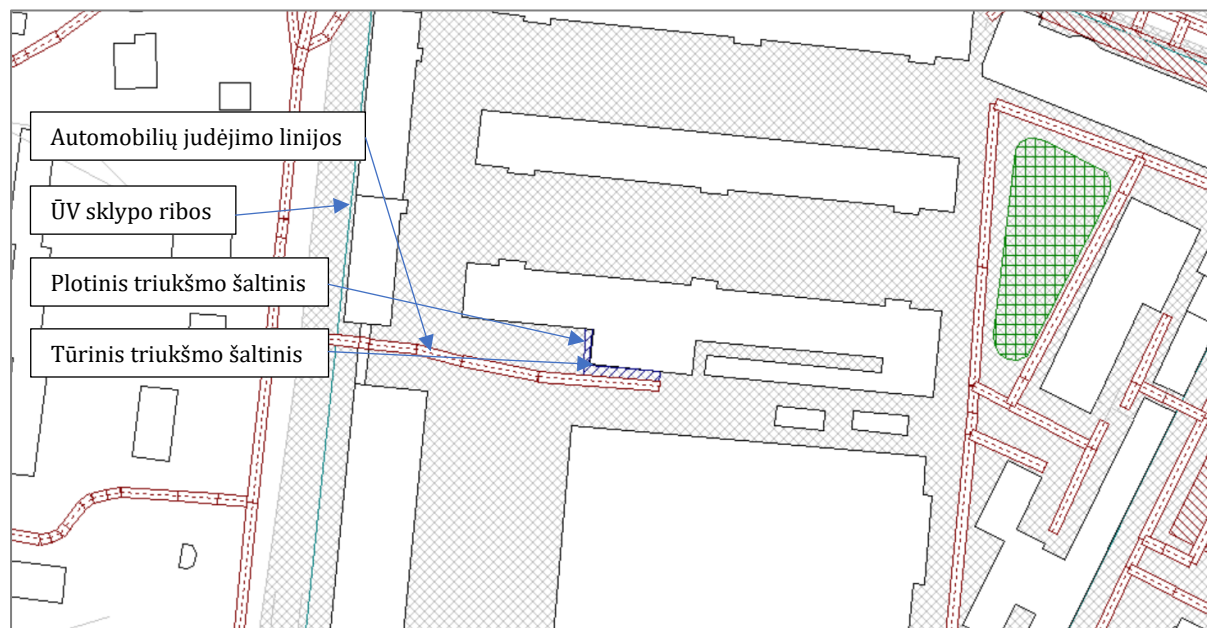 Automobilių judėjimo linijos
ŪV sklypo ribos
Plotinis triukšmo šaltinis
Tūrinis triukšmo šaltinis